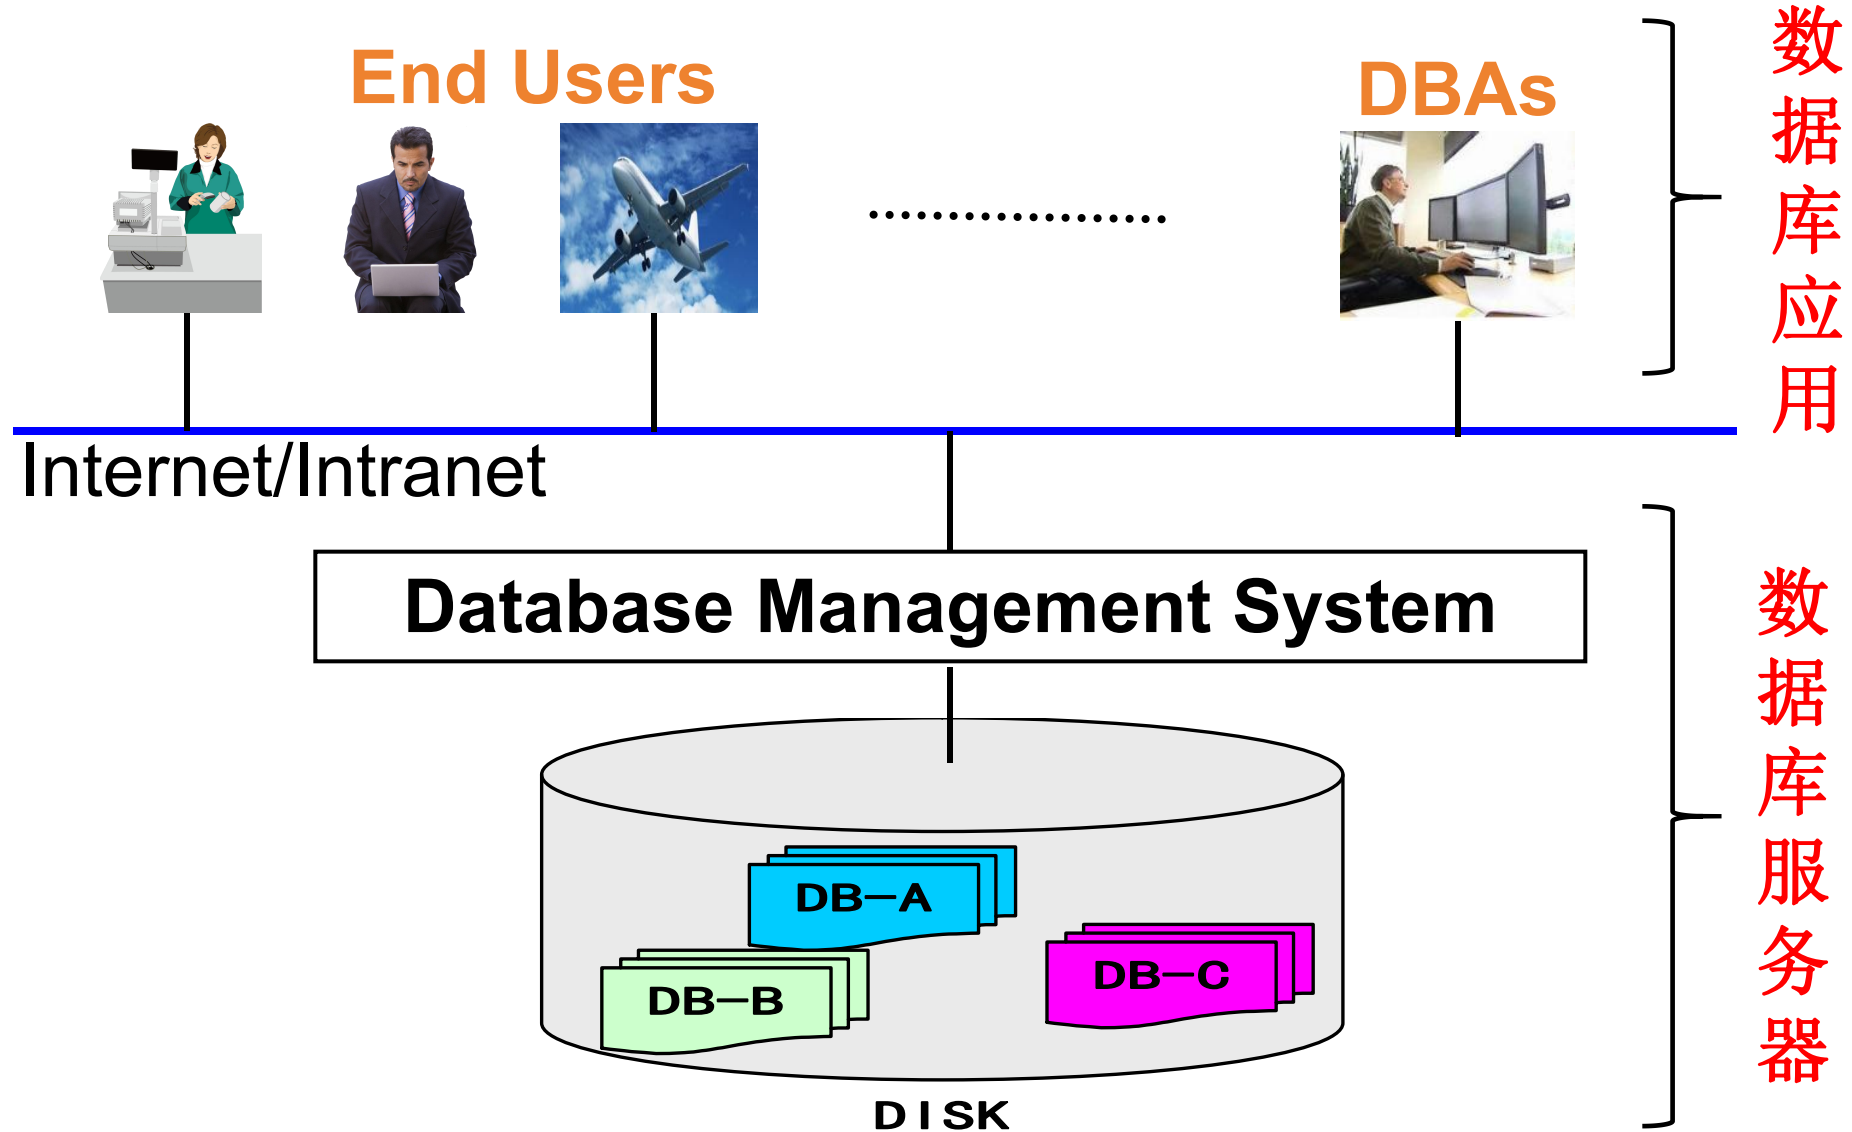 End Users
DBAs
数据库应用
Internet/Intranet
Database Management System
数据库服务器
DB-A
DB-B
DB-C
DISK